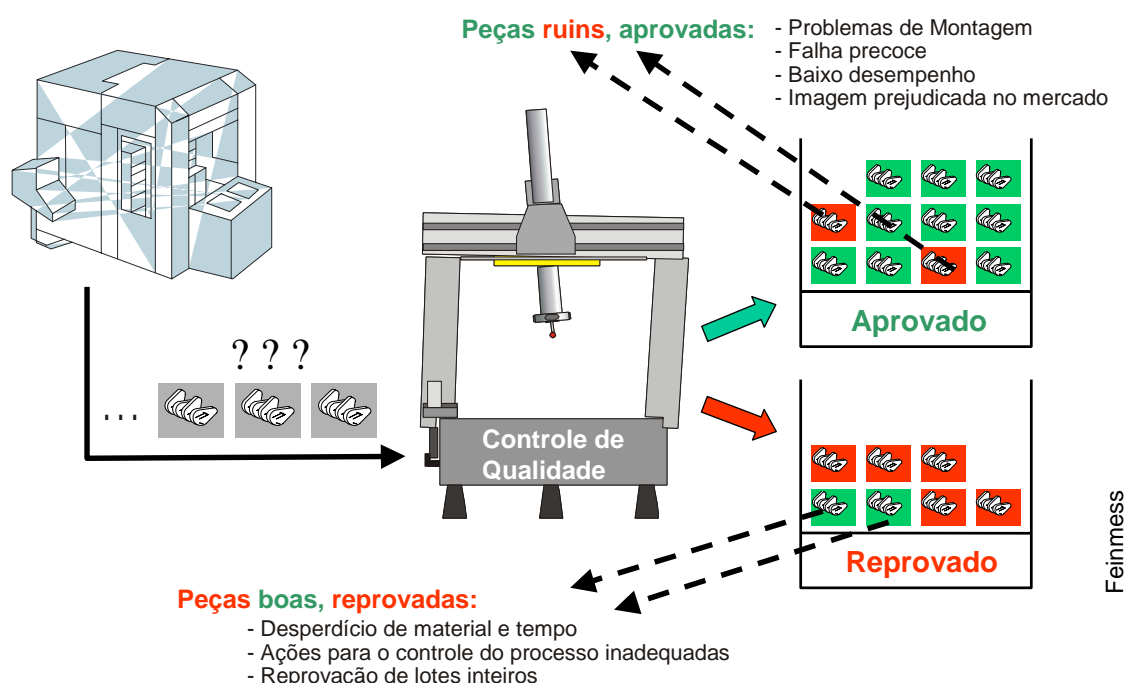 Peças ruins, aprovadas:
- Problemas de Montagem
- Falha precoce
- Baixo desempenho
- Imagem prejudicada no mercado
? ? ?
...
Controle de
Qualidade
Aprovado
Reprovado
Feinmess
Peças boas, reprovadas:
- Desperdício de material e tempo
- Ações para o controle do processo inadequadas
- Reprovação de lotes inteiros